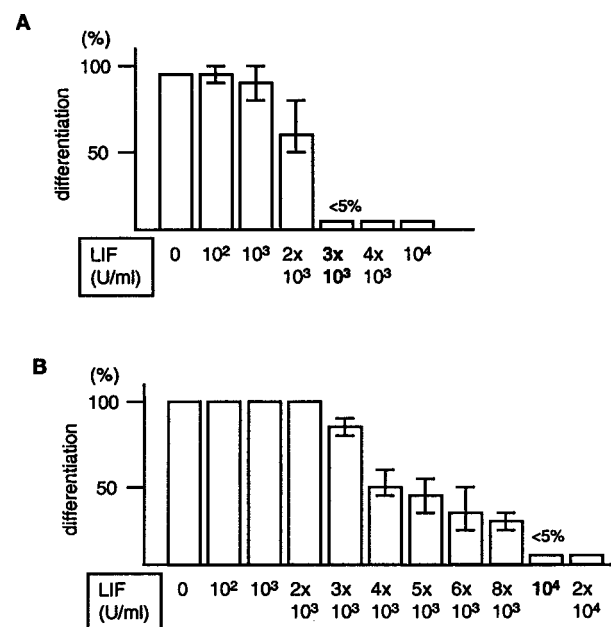 A
(%)
100
differentiation
50
<5%
LIF 0 10² 10³ 2x 3x 4x 10⁴
(U/ml) 10³ 10³ 10³
B
(%)
100
differentiation
50
<5%
LIF 0 10² 10³ 2x 3x 4x 5x 6x 8x 10⁴ 2x
(U/ml) 10³ 10³ 10³ 10³ 10³ 10³ 10⁴